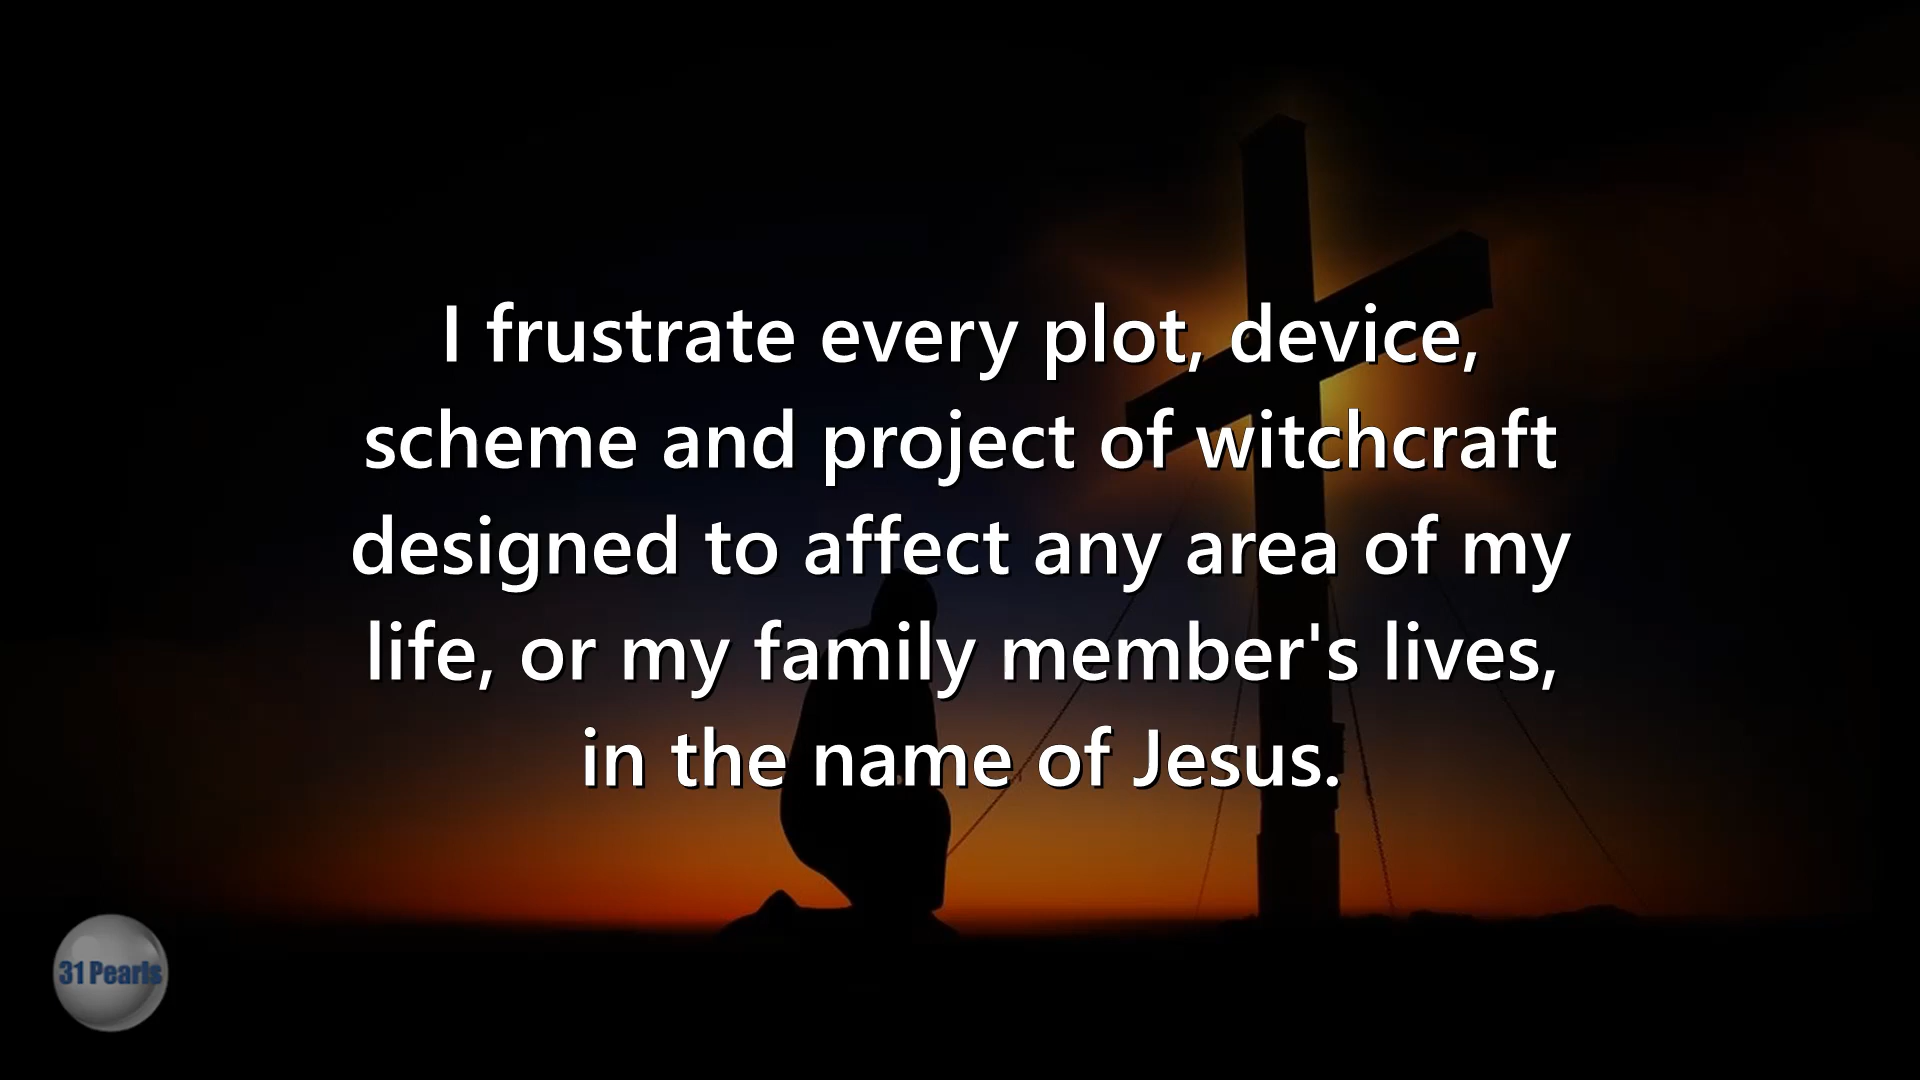 I frustrate every plot, device,
scheme and project of witchcraft
designed to affect any area of my
life, or my family member's lives,
in the name of Jesus.
31 Pearls